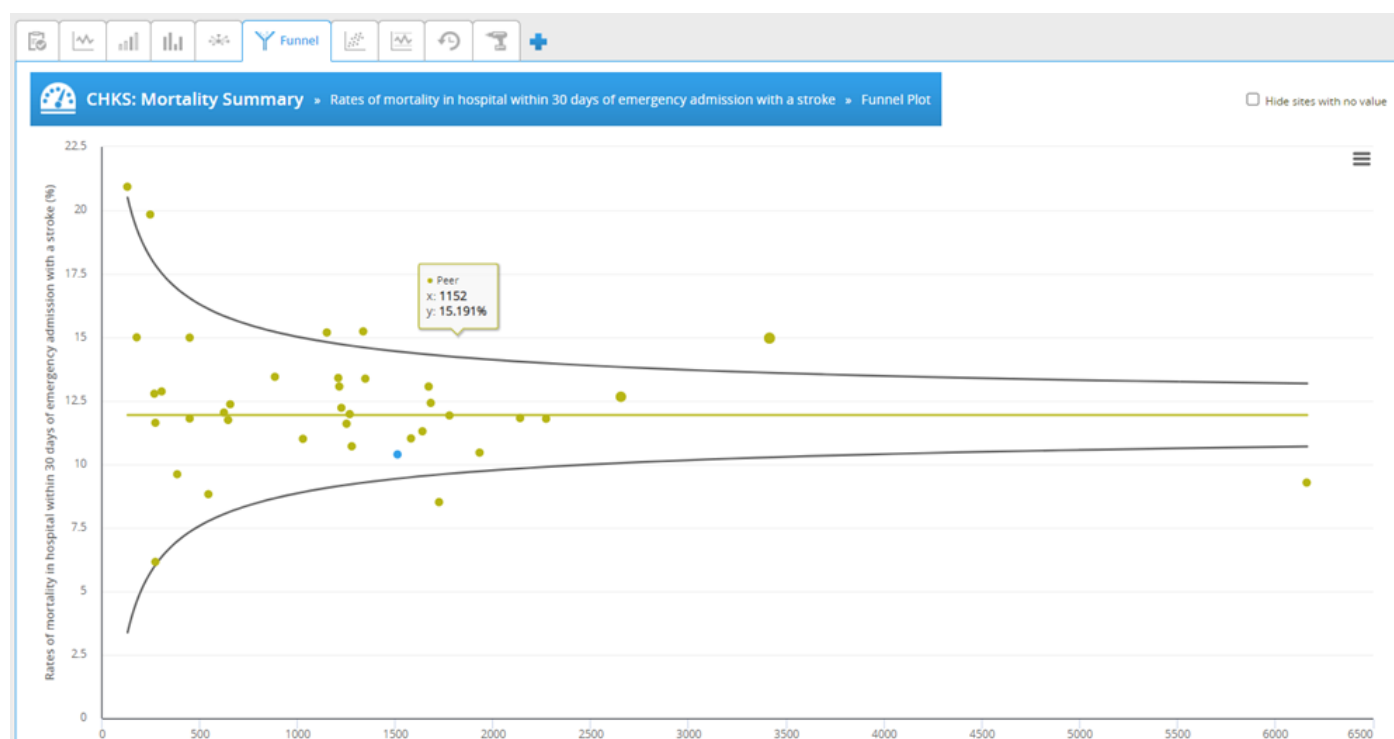 Funnel
CHKS: Mortality Summary » Rates of mortality in hospital within 30 days of emergency admission with a stroke » Funnel Plot
Hide sites with no value
Rates of mortality in hospital within 30 days of emergency admission with a stroke (%)
22.5
20
17.5
15
12.5
10
7.5
5
2.5
0
Peer
x: 1152
y: 15.191%
0 500 1000 1500 2000 2500 3000 3500 4000 4500 5000 5500 6000 6500